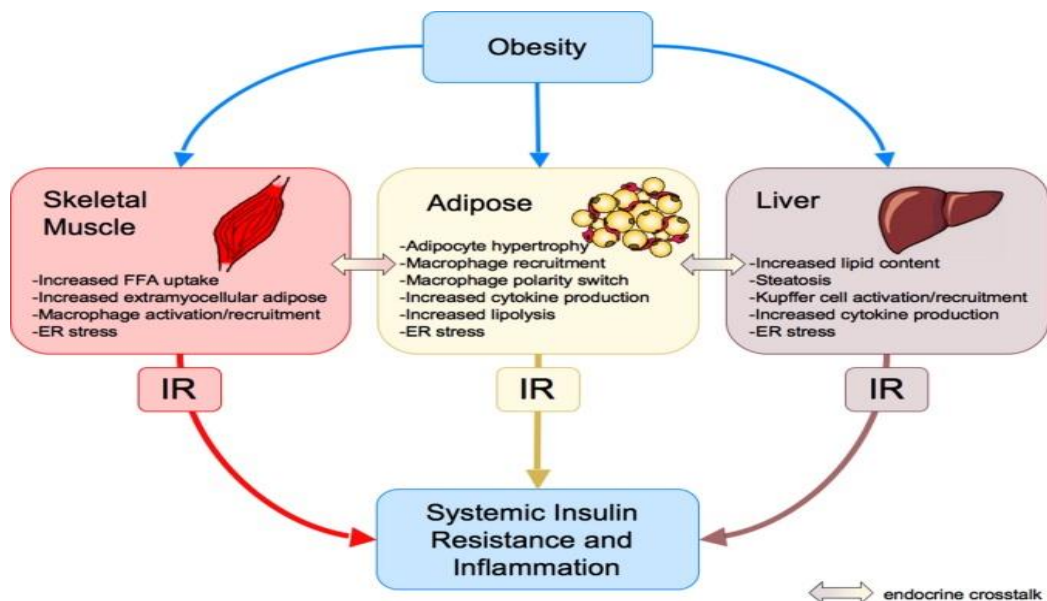 Obesity
Skeletal
Muscle
-Increased FFA uptake
-Increased extramyocellular adipose
-Macrophage activation/recruitment
-ER stress
Adipose
-Adipocyte hypertrophy
-Macrophage recruitment
-Macrophage polarity switch
-Increased cytokine production
-Increased lipolysis
-ER stress
Liver
-Increased lipid content
-Steatosis
-Kupffer cell activation/recruitment
-Increased cytokine production
-ER stress
IR
IR
IR
Systemic Insulin
Resistance and
Inflammation
endocrine crosstalk